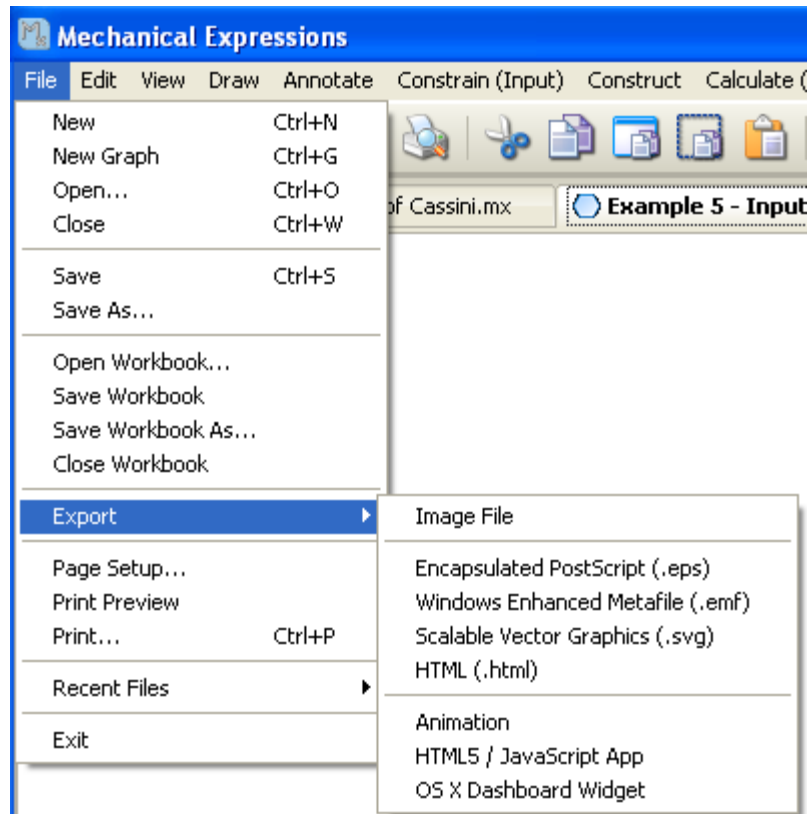 Mechanical Expressions
File Edit View Draw Annotate Constrain (Input) Construct Calculate (
New Ctrl+N
New Graph Ctrl+G
Open... Ctrl+O
Close Ctrl+W
of Cassini.mx Example 5 - Input
Save Ctrl+S
Save As...
Open Workbook...
Save Workbook
Save Workbook As...
Close Workbook
Export
Page Setup...
Print Preview
Print... Ctrl+P
Recent Files
Exit
Image File
Encapsulated PostScript (.eps)
Windows Enhanced Metafile (.emf)
Scalable Vector Graphics (.svg)
HTML (.html)
Animation
HTML5 / JavaScript App
OS X Dashboard Widget